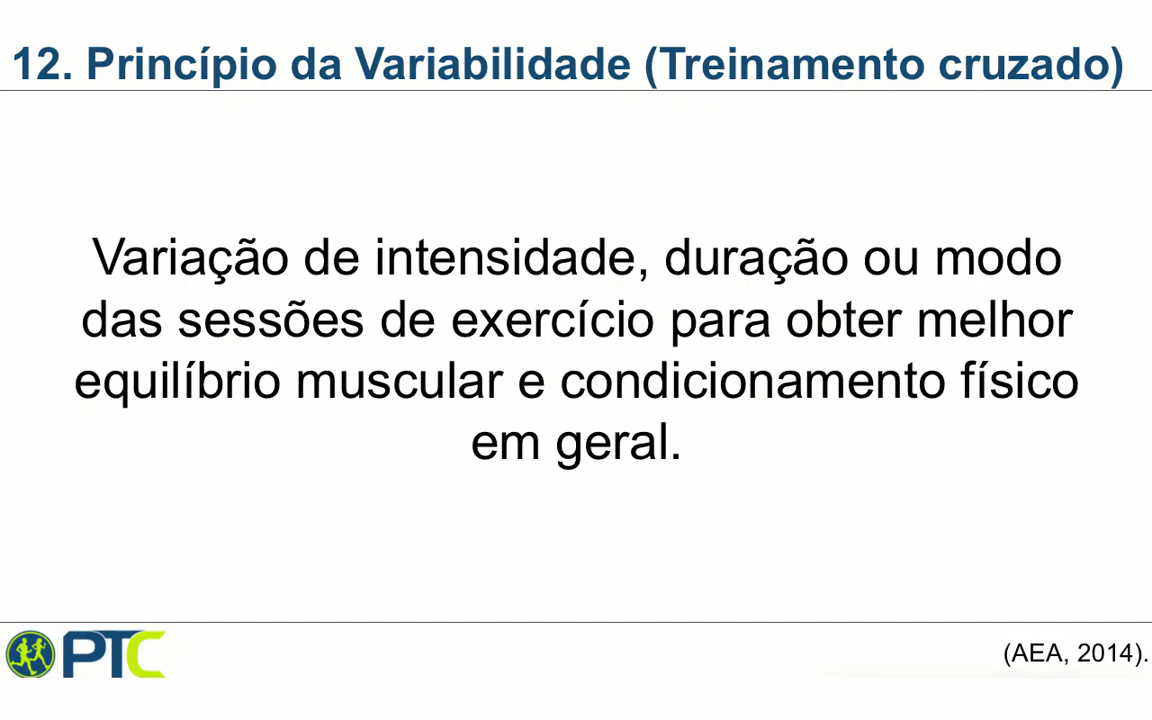 12. Princípio da Variabilidade (Treinamento cruzado)
Variação de intensidade, duração ou modo
das sessões de exercício para obter melhor
equilíbrio muscular e condicionamento físico
em geral.
PTC
(AEA, 2014).